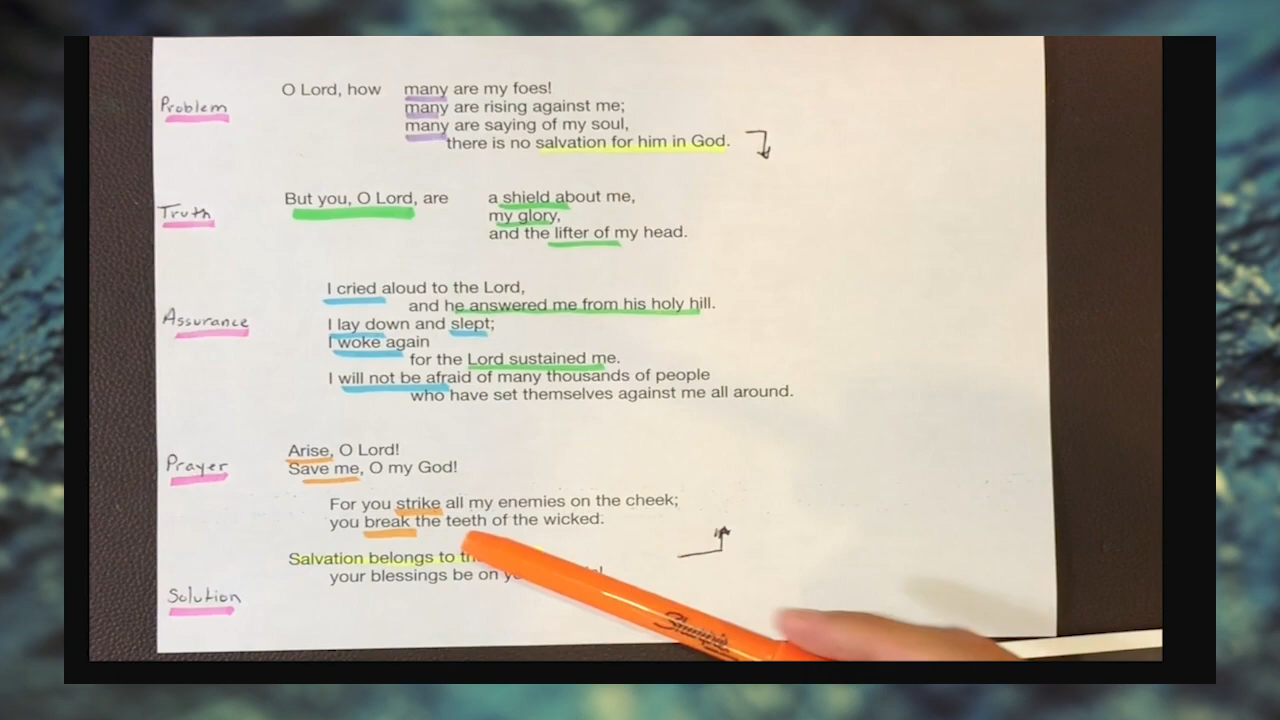 Problem
O Lord, how many are my foes!
many are rising against me;
many are saying of my soul,
there is no salvation for him in God.
Truth
But you, O Lord, are a shield about me,
my glory,
and the lifter of my head.
I cried aloud to the Lord,
and he answered me from his holy hill.
Assurance
I lay down and slept;
I woke again
for the Lord sustained me.
I will not be afraid of many thousands of people
who have set themselves against me all around.
Arise, O Lord!
Prayer
Save me, O my God!
For you strike all my enemies on the cheek;
you break the teeth of the wicked.
Salvation belongs to
your blessings be on
Solution
Sharpie